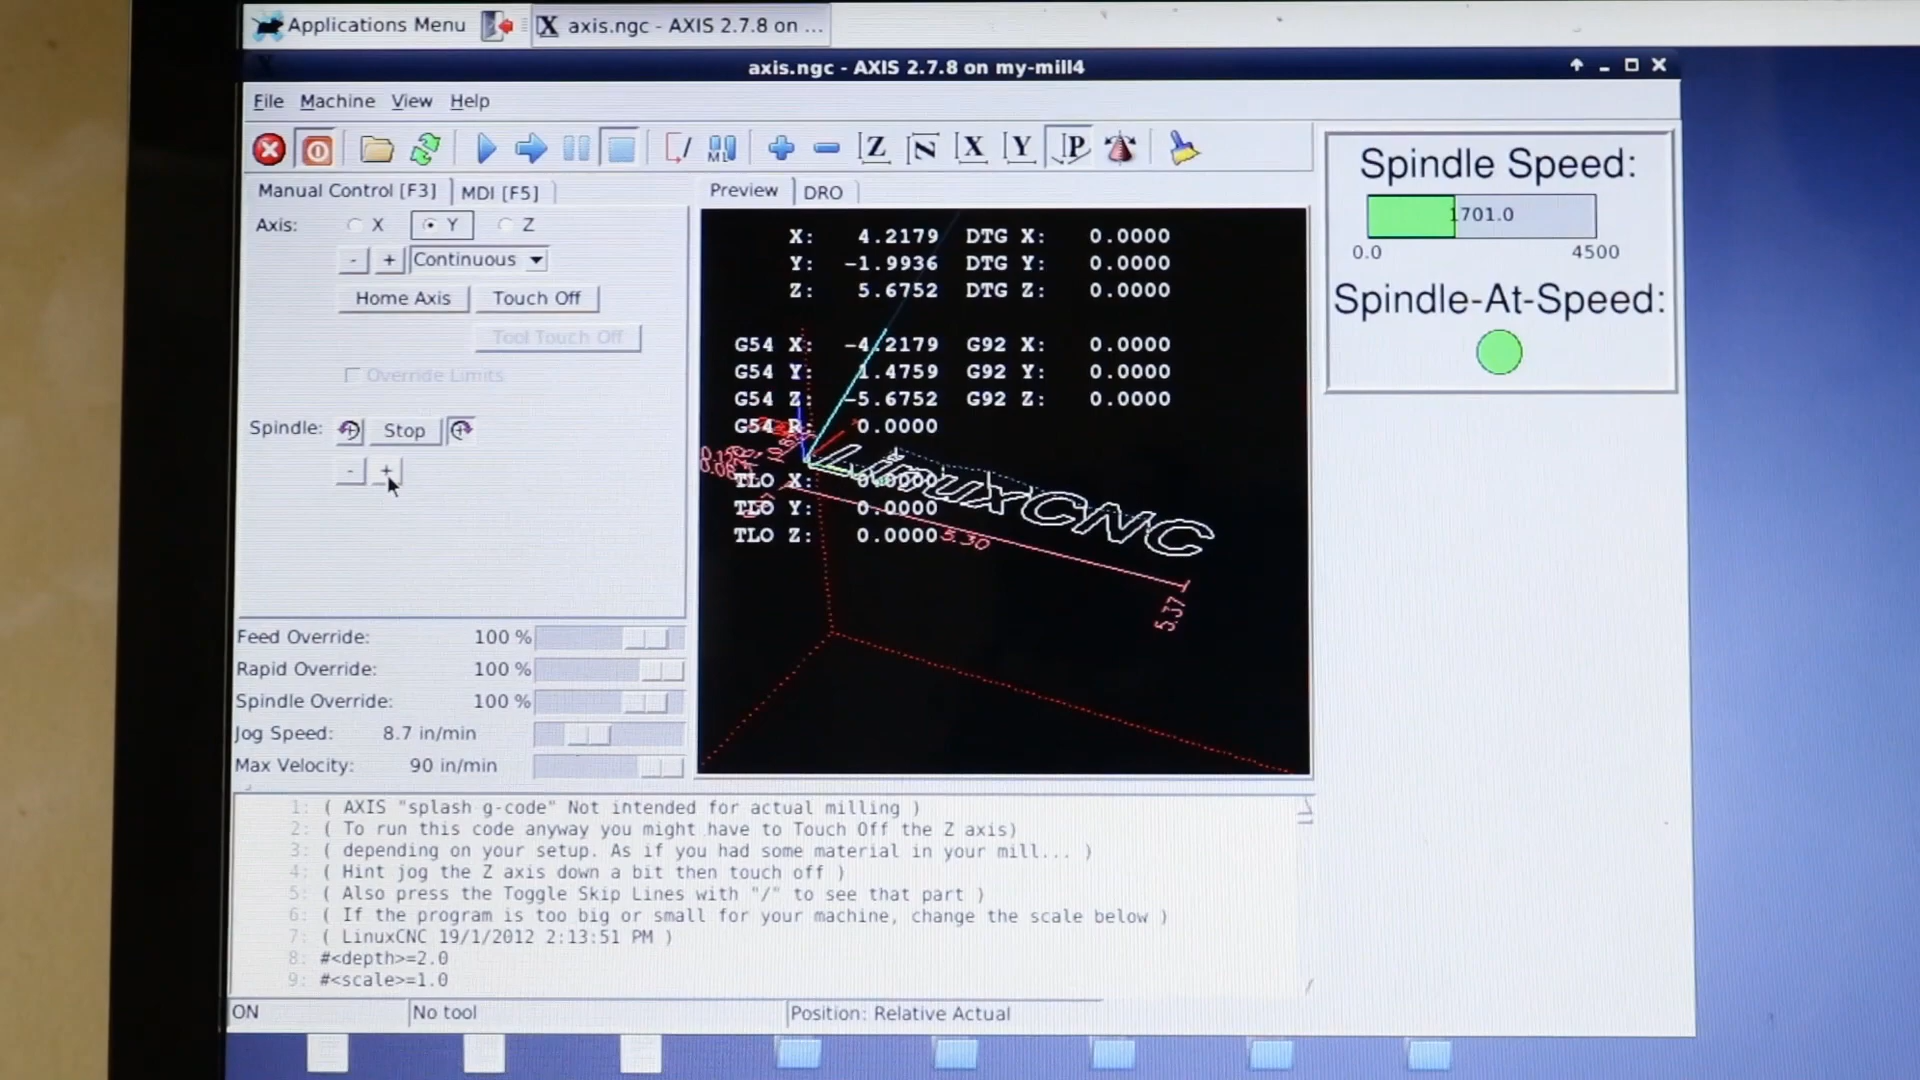 Applications Menu
axis.ngc - AXIS 2.7.8 on ...
axis.ngc - AXIS 2.7.8 on my-mill4
File Machine View Help
Z N X Y P
Manual Control [F3] MDI [F5]
Axis: X Y Z
- + Continuous
Home Axis Touch Off
Tool Touch Off
Override Limits
Spindle: Stop
- +
Feed Override: 100 %
Rapid Override: 100 %
Spindle Override: 100 %
Jog Speed: 8.7 in/min
Max Velocity: 90 in/min
Preview DRO
X: 4.2179 DTG X: 0.0000
Y: -1.9936 DTG Y: 0.0000
Z: 5.6752 DTG Z: 0.0000
G54 X: -4.2179 G92 X: 0.0000
G54 Y: 1.4759 G92 Y: 0.0000
G54 Z: -5.6752 G92 Z: 0.0000
G54 R: 0.0000
TLO X: 0.0000
TLO Y: 0.0000
TLO Z: 0.0000
LinuxCNC
5.30
5.37
Spindle Speed:
1701.0
0.0 4500
Spindle-At-Speed:
1: ( AXIS "splash g-code" Not intended for actual milling )
2: ( To run this code anyway you might have to Touch Off the Z axis)
3: ( depending on your setup. As if you had some material in your mill... )
4: ( Hint jog the Z axis down a bit then touch off )
5: ( Also press the Toggle Skip Lines with "/" to see that part )
6: ( If the program is too big or small for your machine, change the scale below )
7: ( LinuxCNC 19/1/2012 2:13:51 PM )
8: #<depth>=2.0
9: #<scale>=1.0
ON No tool Position: Relative Actual